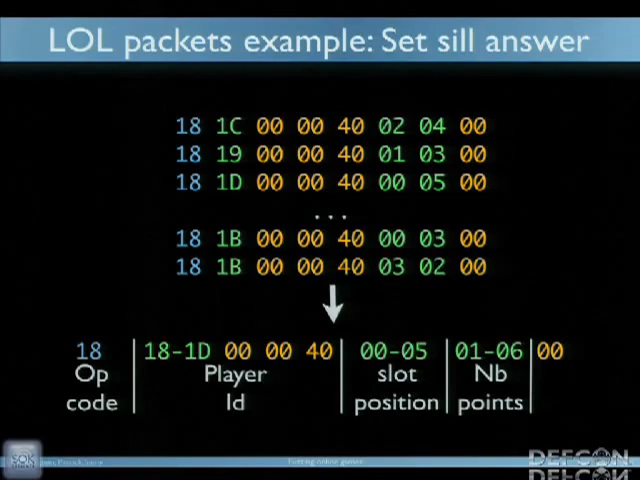 LOL packets example: Set sill answer
18 1C 00 00 40 02 04 00
18 19 00 00 40 01 03 00
18 1D 00 00 40 00 05 00
...
18 1B 00 00 40 00 03 00
18 1B 00 00 40 03 02 00
18 18-1D 00 00 40 00-05 01-06 00
Op Player slot Nb
code Id position points
SOK
DEFCON
DEFCON